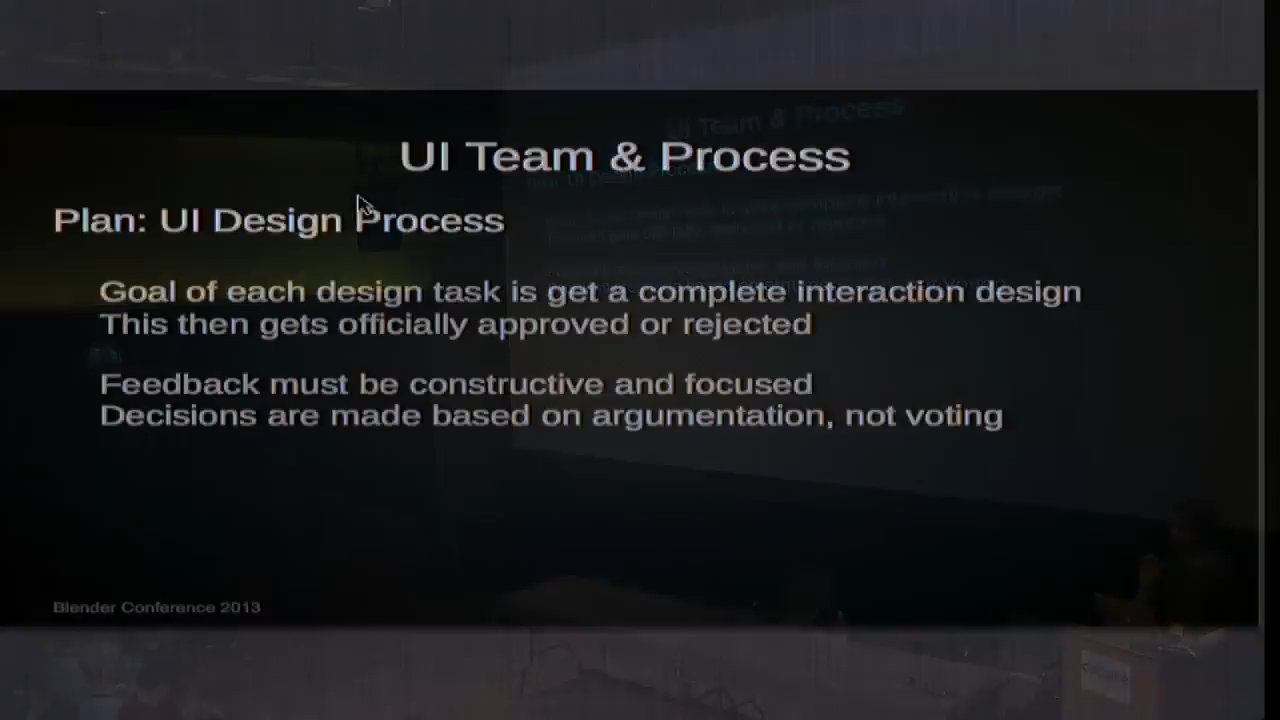 UI Team & Process
Plan: UI Design Process
Goal of each design task is get a complete interaction design
This then gets officially approved or rejected
Feedback must be constructive and focused
Decisions are made based on argumentation, not voting
Blender Conference 2013